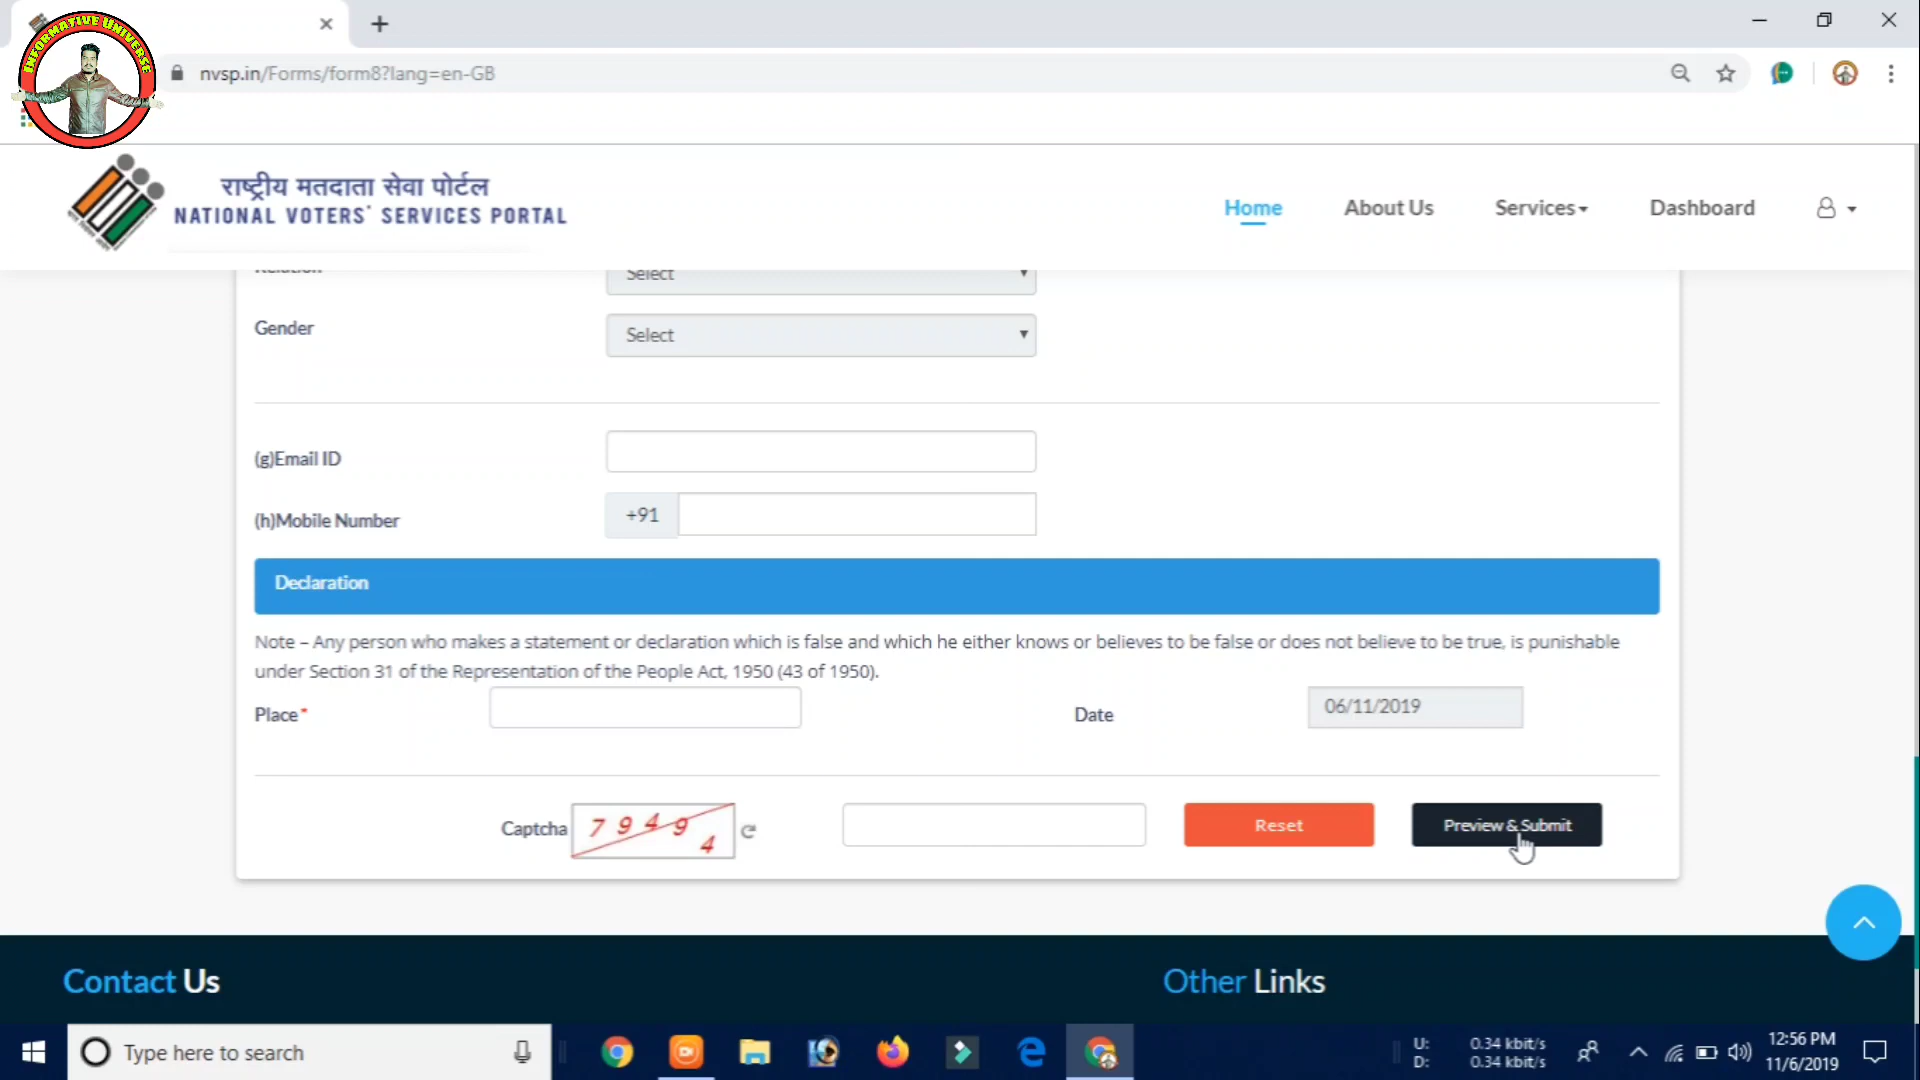 INFORMATIVE UNIVERSE
nvsp.in/Forms/form8?lang=en-GB
राष्ट्रीय मतदाता सेवा पोर्टल
NATIONAL VOTERS' SERVICES PORTAL
Home
About Us
Services
Dashboard
Select
Gender
Select
(g)Email ID
(h)Mobile Number
+91
Declaration
Note – Any person who makes a statement or declaration which is false and which he either knows or believes to be false or does not believe to be true, is punishable
under Section 31 of the Representation of the People Act, 1950 (43 of 1950).
Place*
Date
06/11/2019
Captcha
7 9 4 9 4
Reset
Preview & Submit
Contact Us
Other Links
Type here to search
U: 0.34 kbit/s
D: 0.34 kbit/s
12:56 PM
11/6/2019